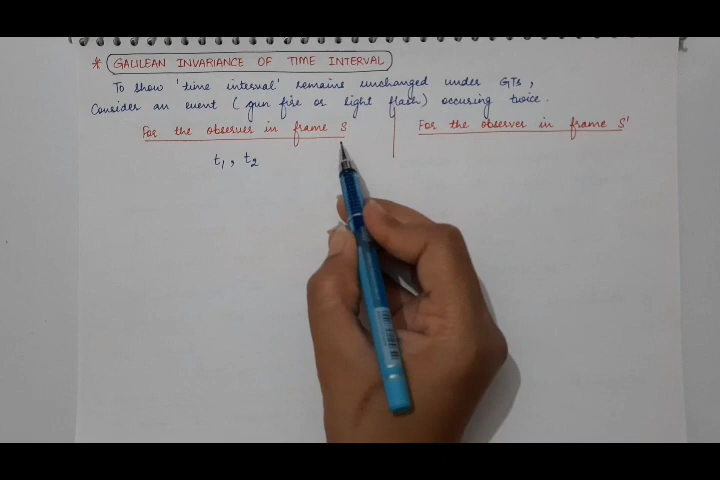 * GALILEAN INVARIANCE OF TIME INTERVAL
To show 'time interval' remains unchanged under GTs,
Consider an event (gun fire or light flash) occuring twice.
For the observer in frame S
For the observer in frame S'
t₁, t₂